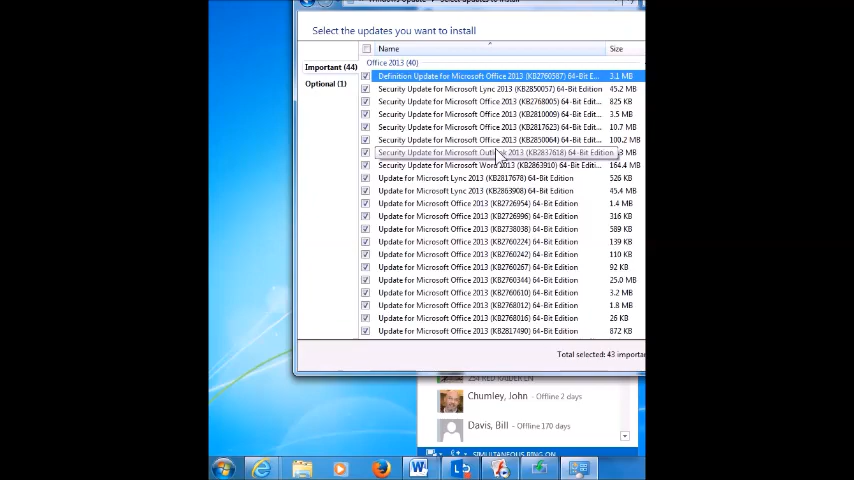 Select the updates you want to install
Name Size
Important (44)
Optional (1)
Office 2013 (40)
Definition Update for Microsoft Office 2013 (KB2760587) 64-Bit E... 3.1 MB
Security Update for Microsoft Lync 2013 (KB2850057) 64-Bit Edition 45.2 MB
Security Update for Microsoft Office 2013 (KB2768005) 64-Bit Edit... 825 KB
Security Update for Microsoft Office 2013 (KB2810009) 64-Bit Edit... 3.5 MB
Security Update for Microsoft Office 2013 (KB2817623) 64-Bit Edit... 10.7 MB
Security Update for Microsoft Office 2013 (KB2850064) 64-Bit Edit... 100.2 MB
Security Update for Microsoft Outlook 2013 (KB2837618) 64-Bit Edition 3 MB
Security Update for Microsoft Word 2013 (KB2863910) 64-Bit Editi... 164.4 MB
Update for Microsoft Lync 2013 (KB2817678) 64-Bit Edition 526 KB
Update for Microsoft Lync 2013 (KB2863908) 64-Bit Edition 45.4 MB
Update for Microsoft Office 2013 (KB2726954) 64-Bit Edition 1.4 MB
Update for Microsoft Office 2013 (KB2726996) 64-Bit Edition 316 KB
Update for Microsoft Office 2013 (KB2738038) 64-Bit Edition 589 KB
Update for Microsoft Office 2013 (KB2760224) 64-Bit Edition 139 KB
Update for Microsoft Office 2013 (KB2760242) 64-Bit Edition 110 KB
Update for Microsoft Office 2013 (KB2760267) 64-Bit Edition 92 KB
Update for Microsoft Office 2013 (KB2760344) 64-Bit Edition 25.0 MB
Update for Microsoft Office 2013 (KB2760610) 64-Bit Edition 3.2 MB
Update for Microsoft Office 2013 (KB2768012) 64-Bit Edition 1.8 MB
Update for Microsoft Office 2013 (KB2768016) 64-Bit Edition 26 KB
Update for Microsoft Office 2013 (KB2817490) 64-Bit Edition 872 KB
Total selected: 43 importa
254 RED RAIDER LN
Chumley, John - Offline 2 days
Davis, Bill - Offline 170 days
SIMULTANEOUS RING ON